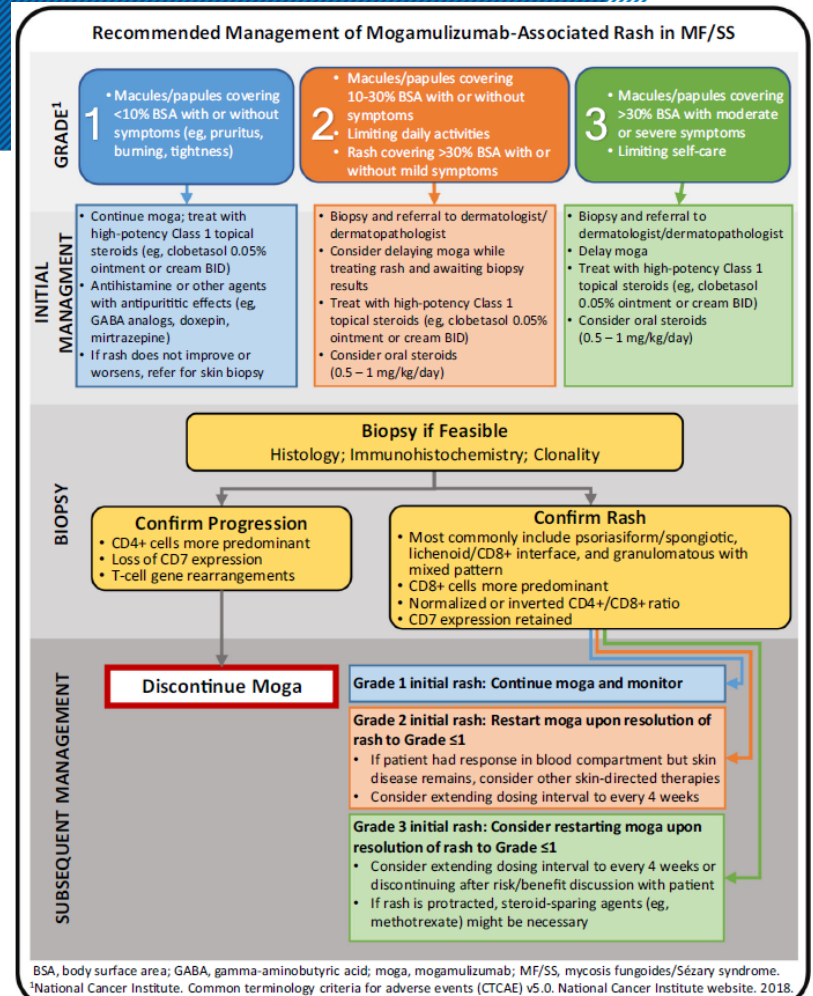 Recommended Management of Mogamulizumab-Associated Rash in MF/SS
GRADE¹
1
• Macules/papules covering
<10% BSA with or without
symptoms (eg, pruritus,
burning, tightness)
2
• Macules/papules covering
10-30% BSA with or without
symptoms
• Limiting daily activities
• Rash covering >30% BSA with or
without mild symptoms
3
• Macules/papules covering
>30% BSA with moderate
or severe symptoms
• Limiting self-care
INITIAL
MANAGMENT
• Continue moga; treat with
high-potency Class 1 topical
steroids (eg, clobetasol 0.05%
ointment or cream BID)
• Antihistamine or other agents
with antipurititic effects (eg,
GABA analogs, doxepin,
mirtrazepine)
• If rash does not improve or
worsens, refer for skin biopsy
• Biopsy and referral to dermatologist/
dermatopathologist
• Consider delaying moga while
treating rash and awaiting biopsy
results
• Treat with high-potency Class 1
topical steroids (eg, clobetasol 0.05%
ointment or cream BID)
• Consider oral steroids
(0.5 – 1 mg/kg/day)
• Biopsy and referral to
dermatologist/dermatopathologist
• Delay moga
• Treat with high-potency Class 1
topical steroids (eg, clobetasol
0.05% ointment or cream BID)
• Consider oral steroids
(0.5 – 1 mg/kg/day)
BIOPSY
Biopsy if Feasible
Histology; Immunohistochemistry; Clonality
Confirm Progression
• CD4+ cells more predominant
• Loss of CD7 expression
• T-cell gene rearrangements
Confirm Rash
• Most commonly include psoriasiform/spongiotic,
lichenoid/CD8+ interface, and granulomatous with
mixed pattern
• CD8+ cells more predominant
• Normalized or inverted CD4+/CD8+ ratio
• CD7 expression retained
SUBSEQUENT MANAGEMENT
Discontinue Moga
Grade 1 initial rash: Continue moga and monitor
Grade 2 initial rash: Restart moga upon resolution of
rash to Grade ≤1
• If patient had response in blood compartment but skin
disease remains, consider other skin-directed therapies
• Consider extending dosing interval to every 4 weeks
Grade 3 initial rash: Consider restarting moga upon
resolution of rash to Grade ≤1
• Consider extending dosing interval to every 4 weeks or
discontinuing after risk/benefit discussion with patient
• If rash is protracted, steroid-sparing agents (eg,
methotrexate) might be necessary
BSA, body surface area; GABA, gamma-aminobutyric acid; moga, mogamulizumab; MF/SS, mycosis fungoides/Sézary syndrome.
¹National Cancer Institute. Common terminology criteria for adverse events (CTCAE) v5.0. National Cancer Institute website. 2018.